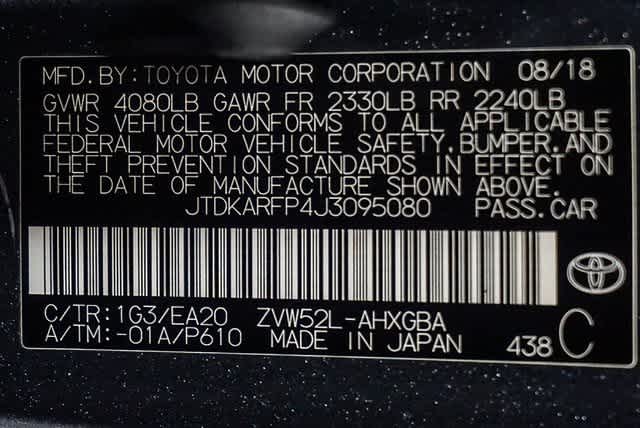 MFD.BY:TOYOTA MOTOR CORPORATION 08/18
GVWR 4080LB GAWR FR 2330LB RR 2240LB
THIS VEHICLE CONFORMS TO ALL APPLICABLE
FEDERAL MOTOR VEHICLE SAFETY,BUMPER,AND
THEFT PREVENTION STANDARDS IN EFFECT ON
THE DATE OF MANUFACTURE SHOWN ABOVE.
JTDKARFP4J3095080 PASS.CAR
C/TR:1G3/EA20 ZVW52L-AHXGBA
A/TM:-01A/P610 MADE IN JAPAN 438 C